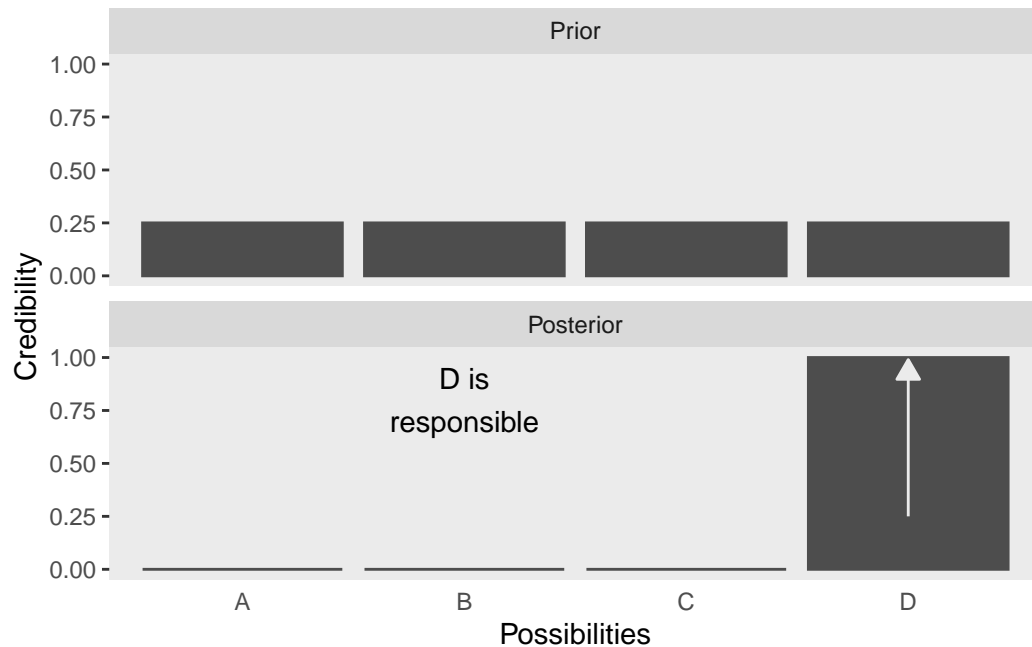 Prior
1.00
0.75
0.50
0.25
0.00
Credibility
Posterior
1.00
0.75
0.50
0.25
0.00
D is
responsible
A B C D
Possibilities